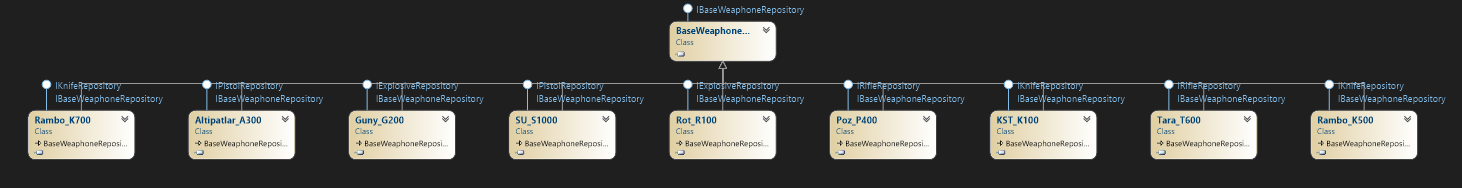 IBaseWeaphoneRepository
BaseWeaphone...
Class
IKnifeRepository
IBaseWeaphoneRepository
Rambo_K700
Class
BaseWeaphoneReposi...
IPistolRepository
IBaseWeaphoneRepository
Altipatlar_A300
Class
BaseWeaphoneReposi...
IExplosiveRepository
IBaseWeaphoneRepository
Guny_G200
Class
BaseWeaphoneReposi...
IPistolRepository
IBaseWeaphoneRepository
SU_S1000
Class
BaseWeaphoneReposi...
IExplosiveRepository
IBaseWeaphoneRepository
Rot_R100
Class
BaseWeaphoneReposi...
IRifleRepository
IBaseWeaphoneRepository
Poz_P400
Class
BaseWeaphoneReposi...
IKnifeRepository
IBaseWeaphoneRepository
KST_K100
Class
BaseWeaphoneReposi...
IRifleRepository
IBaseWeaphoneRepository
Tara_T600
Class
BaseWeaphoneReposi...
IKnifeRepository
IBaseWeaphoneRepository
Rambo_K500
Class
BaseWeaphoneReposi...